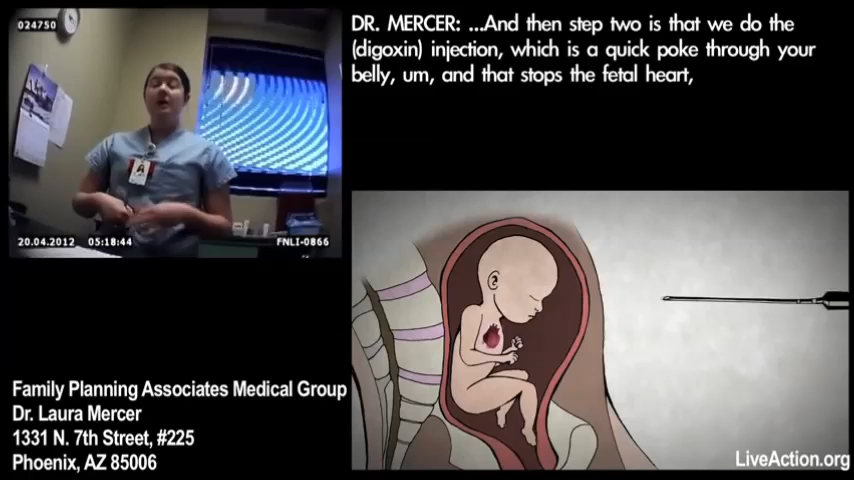 024750
DR. MERCER: ...And then step two is that we do the
(digoxin) injection, which is a quick poke through your
belly, um, and that stops the fetal heart,
20.04.2012 05:18:44 FNLI-0866
Family Planning Associates Medical Group
Dr. Laura Mercer
1331 N. 7th Street, #225
Phoenix, AZ 85006
LiveAction.org